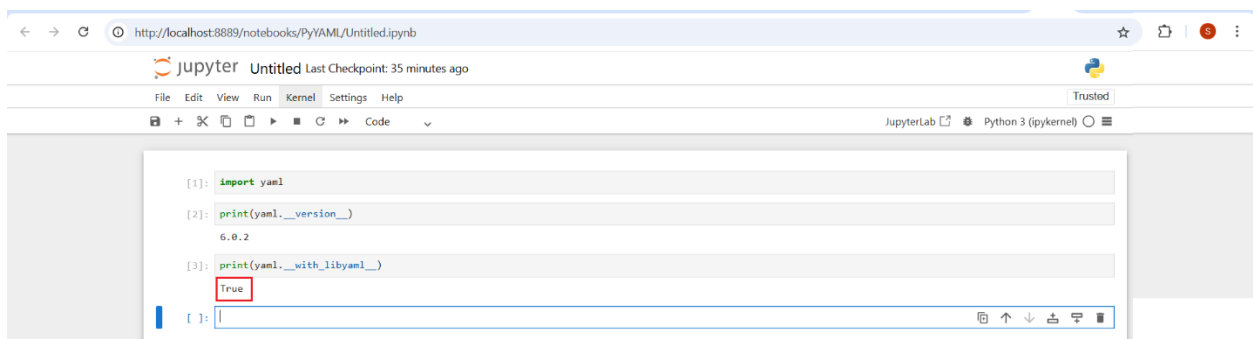 http://localhost:8889/notebooks/PyYAML/Untitled.ipynb
S
jupyter Untitled Last Checkpoint: 35 minutes ago
File Edit View Run Kernel Settings Help Trusted
Code JupyterLab Python 3 (ipykernel)
[1]: import yaml
[2]: print(yaml.__version__)
6.0.2
[3]: print(yaml.__with_libyaml__)
True
[ ]: